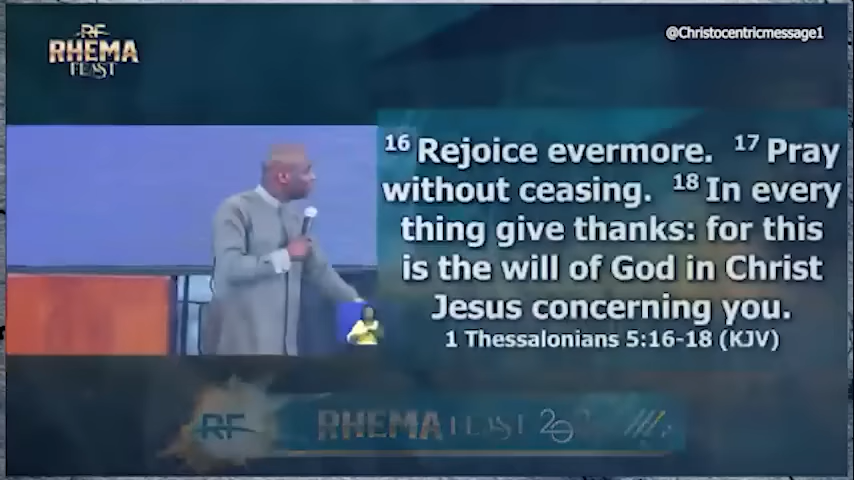 RF
RHEMA
FEAST
@Christocentricmessage1
16 Rejoice evermore. 17 Pray
without ceasing. 18 In every
thing give thanks: for this
is the will of God in Christ
Jesus concerning you.
1 Thessalonians 5:16-18 (KJV)
RF
RHEMA FEAST